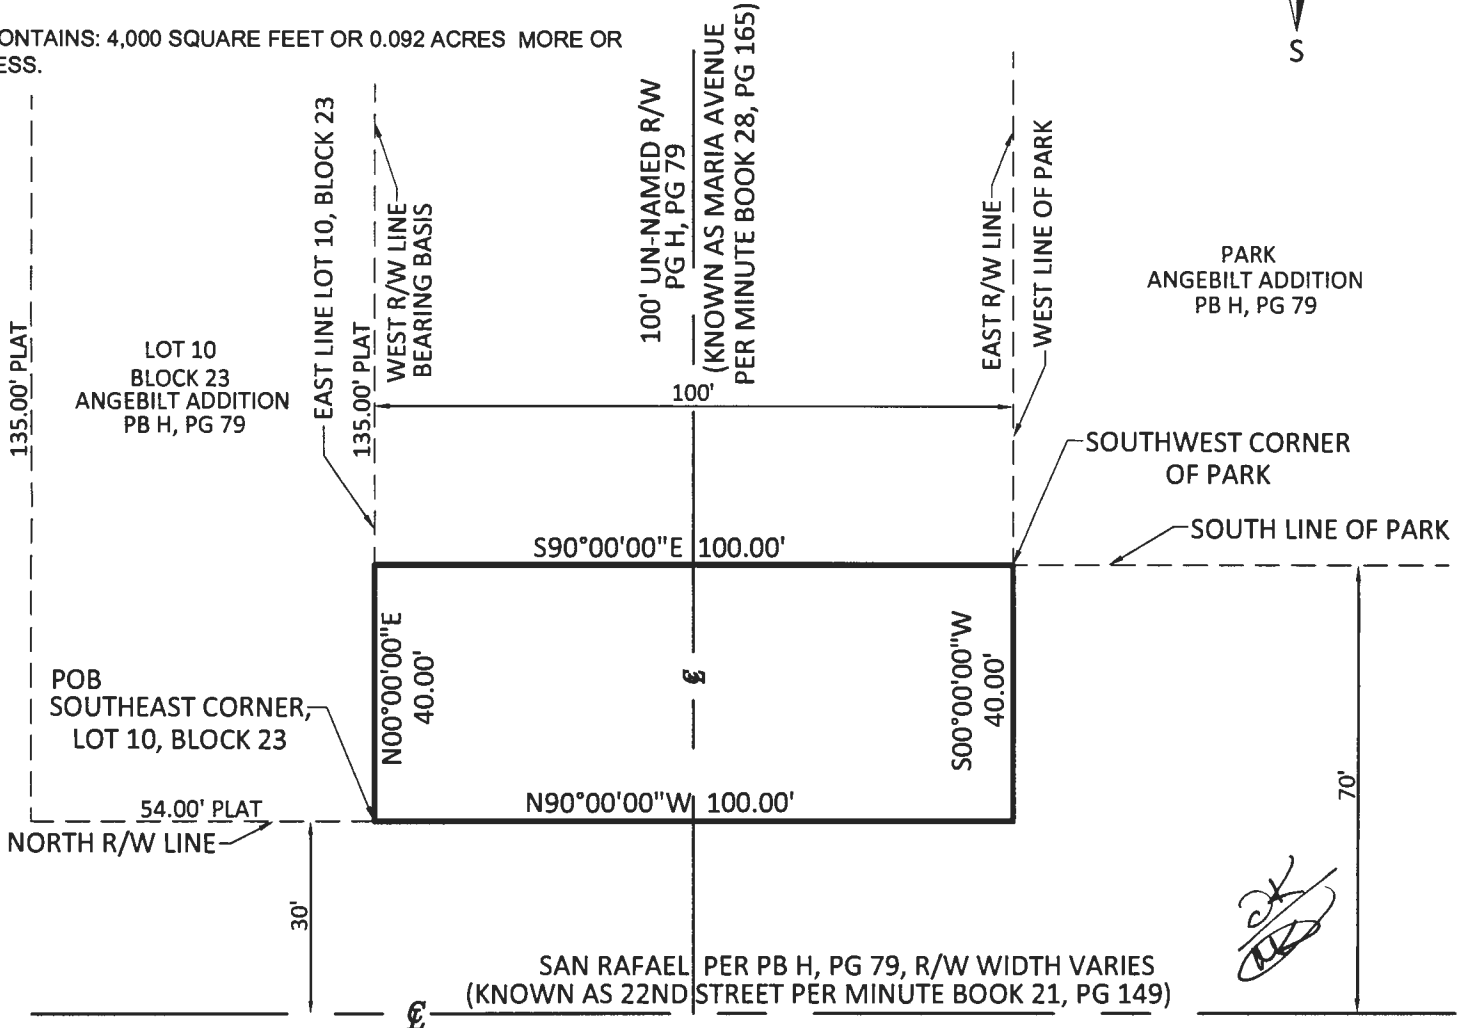 ONTAINS: 4,000 SQUARE FEET OR 0.092 ACRES MORE OR
ESS.
S
135.00' PLAT
LOT 10
BLOCK 23
ANGEBILT ADDITION
PB H, PG 79
EAST LINE LOT 10, BLOCK 23
135.00' PLAT
WEST R/W LINE
BEARING BASIS
100' UN-NAMED R/W
PG H, PG 79
(KNOWN AS MARIA AVENUE
PER MINUTE BOOK 28, PG 165)
EAST R/W LINE
WEST LINE OF PARK
PARK
ANGEBILT ADDITION
PB H, PG 79
100'
SOUTHWEST CORNER
OF PARK
SOUTH LINE OF PARK
S90°00'00"E 100.00'
N00°00'00"E
40.00'
S00°00'00"W
40.00'
POB
SOUTHEAST CORNER,
LOT 10, BLOCK 23
N90°00'00"W 100.00'
54.00' PLAT
NORTH R/W LINE
30'
70'
SAN RAFAEL PER PB H, PG 79, R/W WIDTH VARIES
(KNOWN AS 22ND STREET PER MINUTE BOOK 21, PG 149)